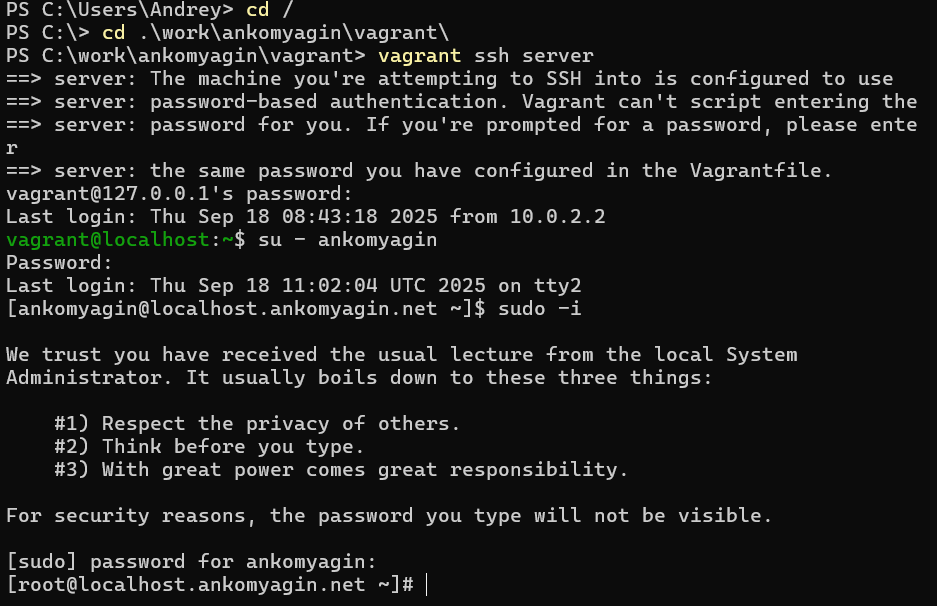 PS C:\Users\Andrey> cd /
PS C:\> cd .\work\ankomyagin\vagrant\
PS C:\work\ankomyagin\vagrant> vagrant ssh server
==> server: The machine you're attempting to SSH into is configured to use
==> server: password-based authentication. Vagrant can't script entering the
==> server: password for you. If you're prompted for a password, please ente
r
==> server: the same password you have configured in the Vagrantfile.
vagrant@127.0.0.1's password:
Last login: Thu Sep 18 08:43:18 2025 from 10.0.2.2
vagrant@localhost:~$ su - ankomyagin
Password:
Last login: Thu Sep 18 11:02:04 UTC 2025 on tty2
[ankomyagin@localhost.ankomyagin.net ~]$ sudo -i

We trust you have received the usual lecture from the local System
Administrator. It usually boils down to these three things:

    #1) Respect the privacy of others.
    #2) Think before you type.
    #3) With great power comes great responsibility.

For security reasons, the password you type will not be visible.

[sudo] password for ankomyagin:
[root@localhost.ankomyagin.net ~]#